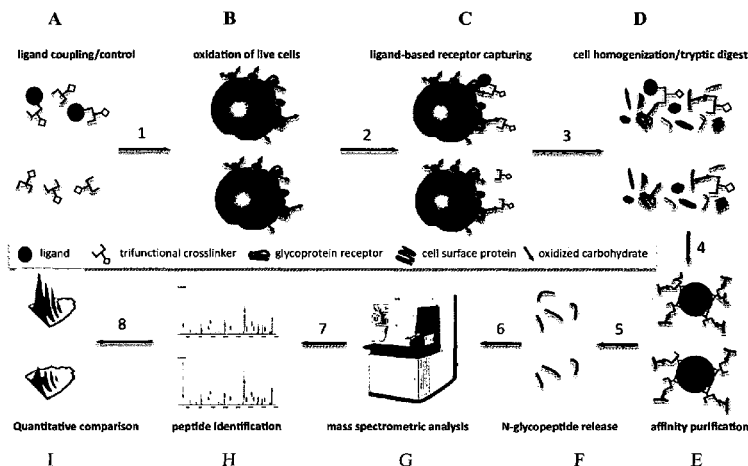 A B C D
ligand coupling/control oxidation of live cells ligand-based receptor capturing cell homogenization/tryptic digest
1 2 3
ligand trifunctional crosslinker glycoprotein receptor cell surface protein oxidized carbohydrate
4
8 7 6 5
Quantitative comparison peptide identification mass spectrometric analysis N-glycopeptide release affinity purification
I H G F E